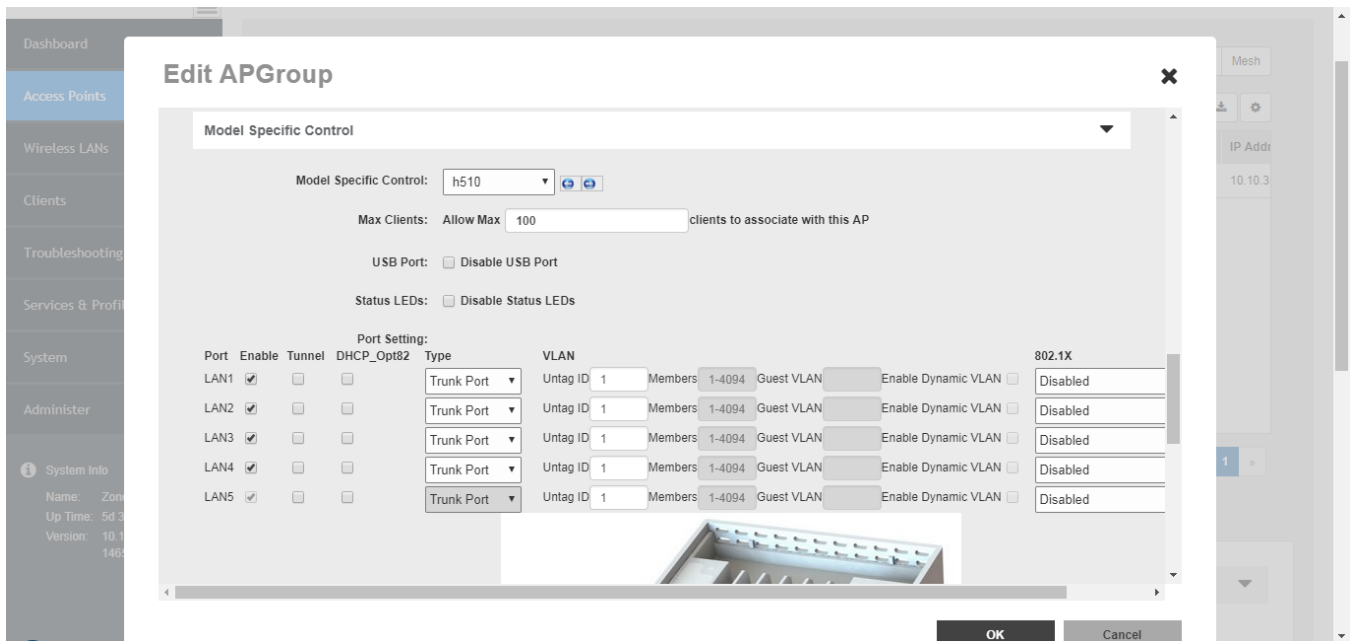 Dashboard
Access Points
Wireless LANs
Clients
Troubleshooting
Services & Profil
System
Administer
System Info
Name: Zon
Up Time: 5d 3
Version: 10.1
146
Mesh
IP Addr
10.10.3
1 »
Edit APGroup
Model Specific Control
Model Specific Control: h510
Max Clients: Allow Max 100 clients to associate with this AP
USB Port: Disable USB Port
Status LEDs: Disable Status LEDs
Port Setting:
Port Enable Tunnel DHCP_Opt82 Type VLAN 802.1X
LAN1 Trunk Port Untag ID 1 Members 1-4094 Guest VLAN Enable Dynamic VLAN Disabled
LAN2 Trunk Port Untag ID 1 Members 1-4094 Guest VLAN Enable Dynamic VLAN Disabled
LAN3 Trunk Port Untag ID 1 Members 1-4094 Guest VLAN Enable Dynamic VLAN Disabled
LAN4 Trunk Port Untag ID 1 Members 1-4094 Guest VLAN Enable Dynamic VLAN Disabled
LAN5 Trunk Port Untag ID 1 Members 1-4094 Guest VLAN Enable Dynamic VLAN Disabled
OK Cancel